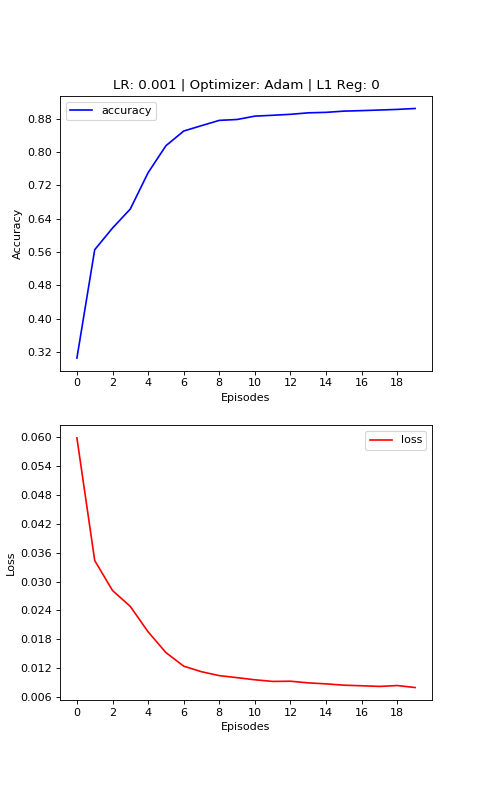 LR: 0.001 | Optimizer: Adam | L1 Reg: 0
accuracy
0.88
0.80
0.72
0.64
0.56
0.48
0.40
0.32
Accuracy
0 2 4 6 8 10 12 14 16 18
Episodes
loss
0.060
0.054
0.048
0.042
0.036
0.030
0.024
0.018
0.012
0.006
Loss
0 2 4 6 8 10 12 14 16 18
Episodes